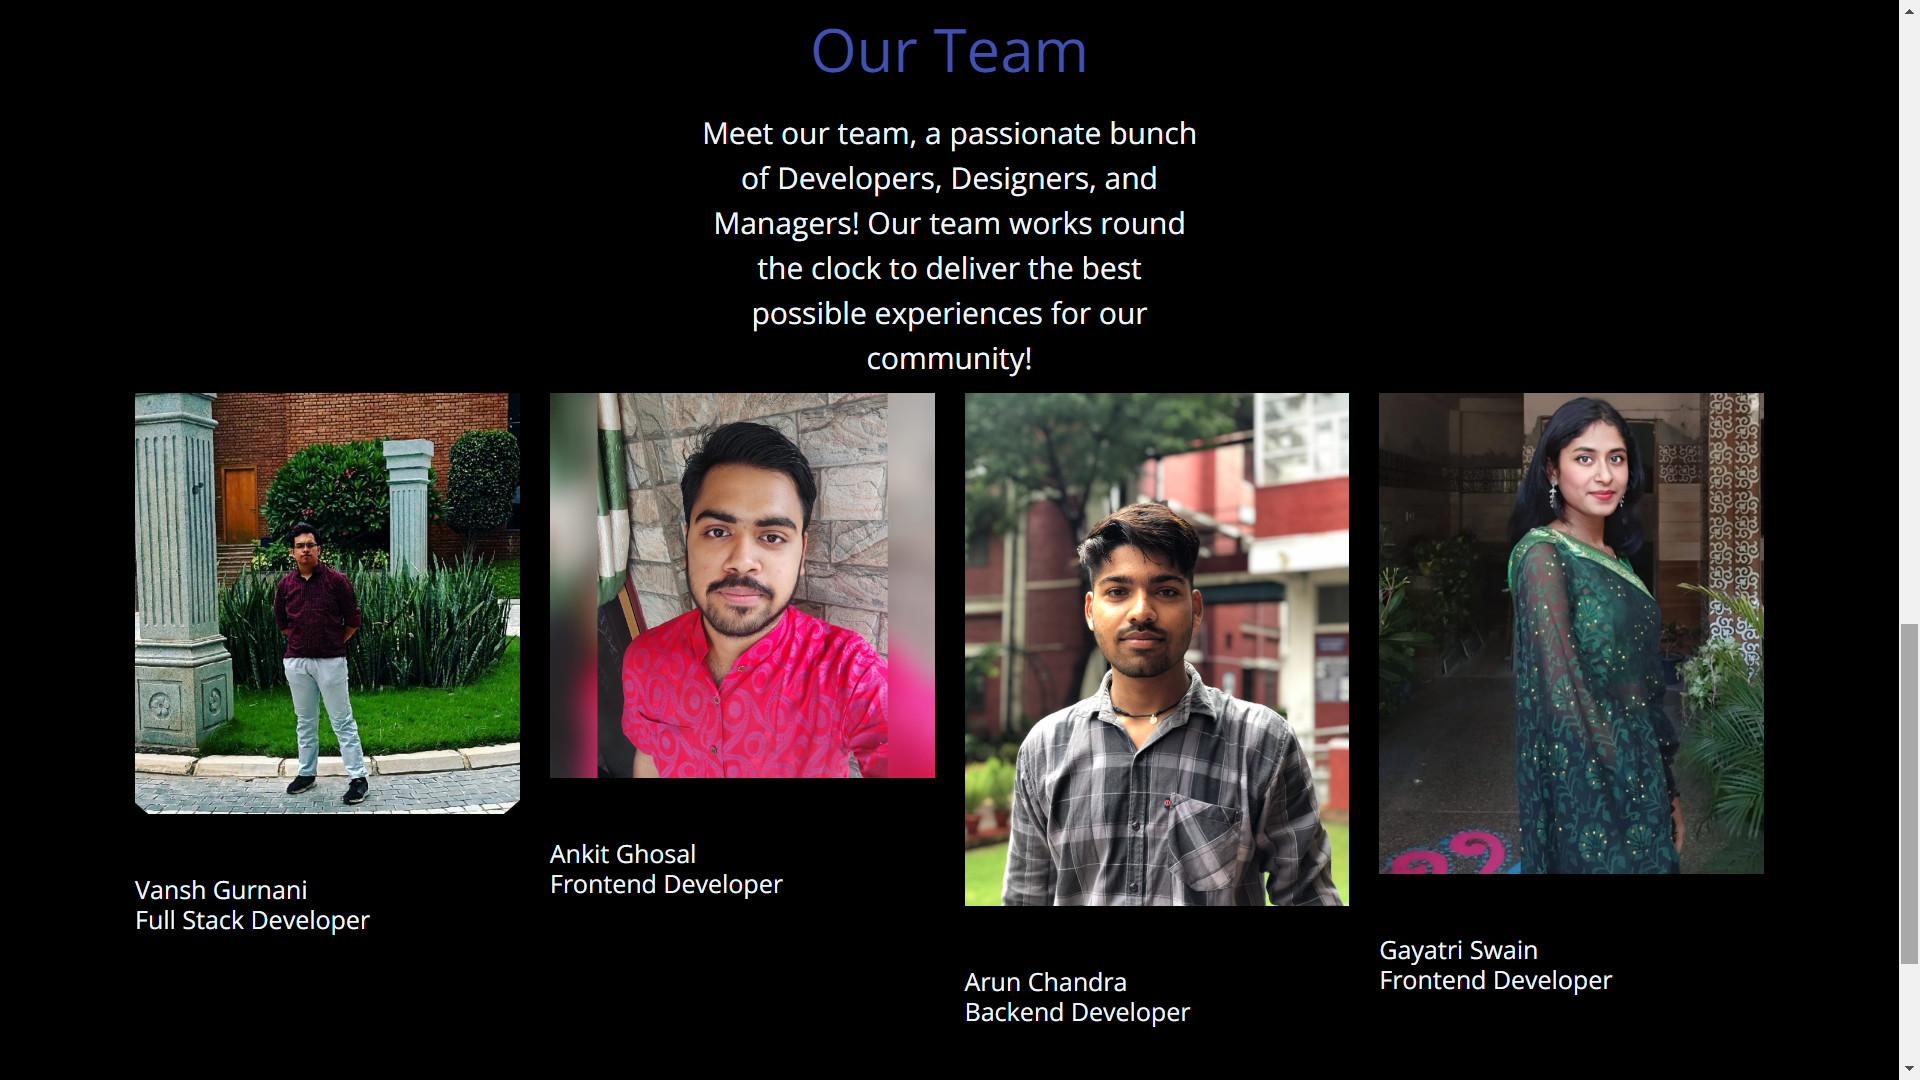 Our Team
Meet our team, a passionate bunch
of Developers, Designers, and
Managers! Our team works round
the clock to deliver the best
possible experiences for our
community!
Vansh Gurnani
Full Stack Developer
Ankit Ghosal
Frontend Developer
Arun Chandra
Backend Developer
Gayatri Swain
Frontend Developer